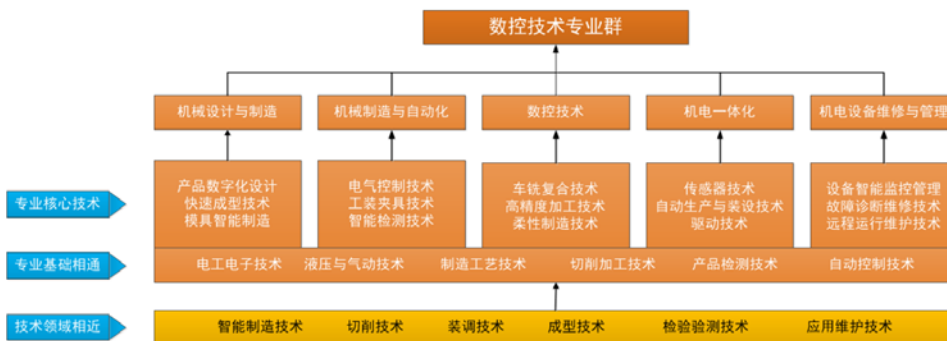 数控技术专业群
机械设计与制造
机械制造与自动化
数控技术
机电一体化
机电设备维修与管理
专业核心技术
产品数字化设计
快速成型技术
模具智能制造
电气控制技术
工装夹具技术
智能检测技术
车铣复合技术
高精度加工技术
柔性制造技术
传感器技术
自动生产与装设技术
驱动技术
设备智能监控管理
故障诊断维修技术
远程运行维护技术
专业基础相通
电工电子技术 液压与气动技术 制造工艺技术 切削加工技术 产品检测技术 自动控制技术
技术领域相近
智能制造技术 切削技术 装调技术 成型技术 检验验测技术 应用维护技术